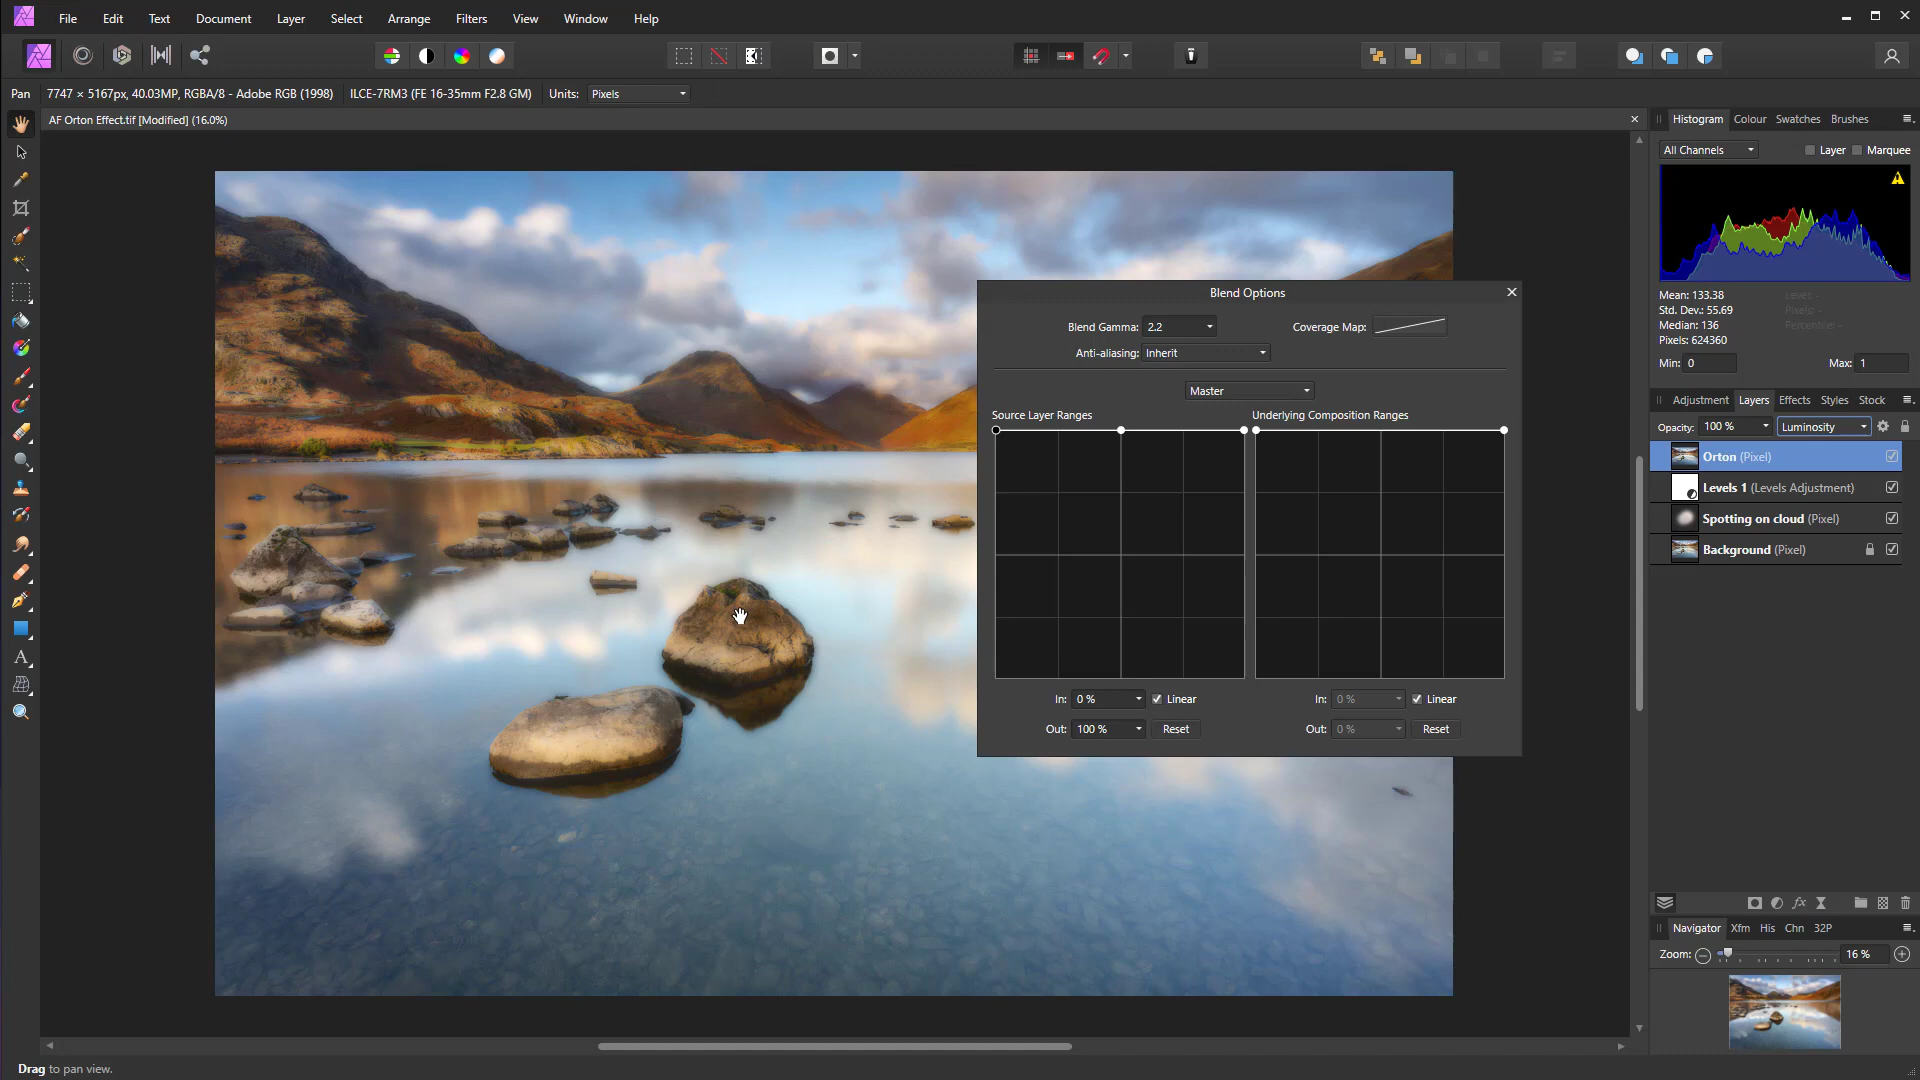 File Edit Text Document Layer Select Arrange Filters View Window Help
Pan 7747 × 5167px, 40.03MP, RGBA/8 - Adobe RGB (1998) ILCE-7RM3 (FE 16-35mm F2.8 GM) Units: Pixels
AF Orton Effect.tif [Modified] (16.0%)
Histogram Colour Swatches Brushes
All Channels Layer Marquee
Mean: 133.38 Level: -
Std. Dev.: 55.69 Pixels: -
Median: 136 Percentile: -
Pixels: 624360
Min: 0 Max: 1
Adjustment Layers Effects Styles Stock
Opacity: 100 % Luminosity
Orton (Pixel)
Levels 1 (Levels Adjustment)
Spotting on cloud (Pixel)
Background (Pixel)
Blend Options
Blend Gamma: 2.2 Coverage Map:
Anti-aliasing: Inherit
Master
Source Layer Ranges Underlying Composition Ranges
In: 0 % Linear In: 0 % Linear
Out: 100 % Reset Out: 0 % Reset
fx
Navigator Xfm His Chn 32P
Zoom: 16 %
A
Drag to pan view.